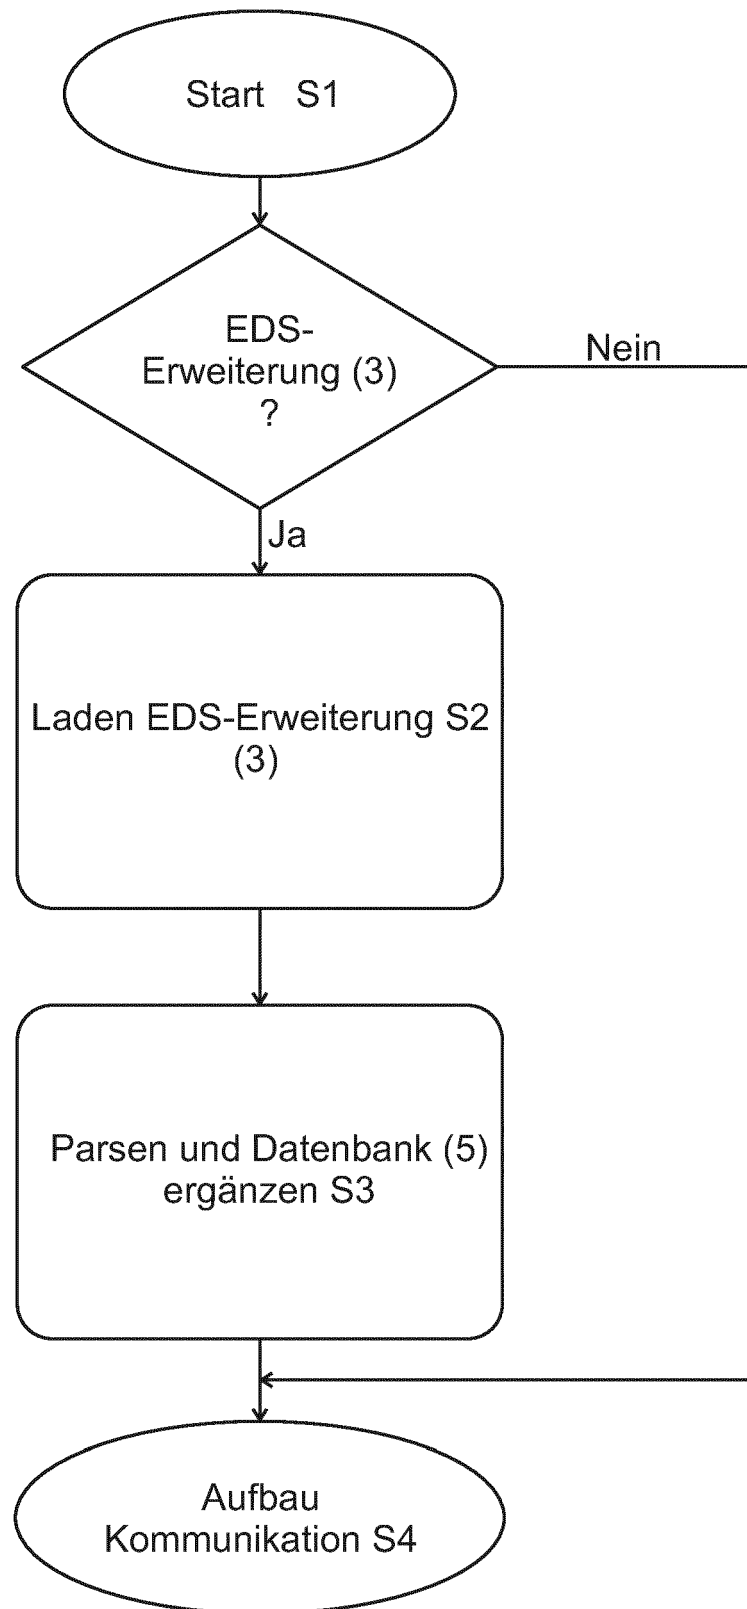 Start S1
EDS-
Erweiterung (3)
?
Nein
Ja
Laden EDS-Erweiterung S2
(3)
Parsen und Datenbank (5)
ergänzen S3
Aufbau
Kommunikation S4